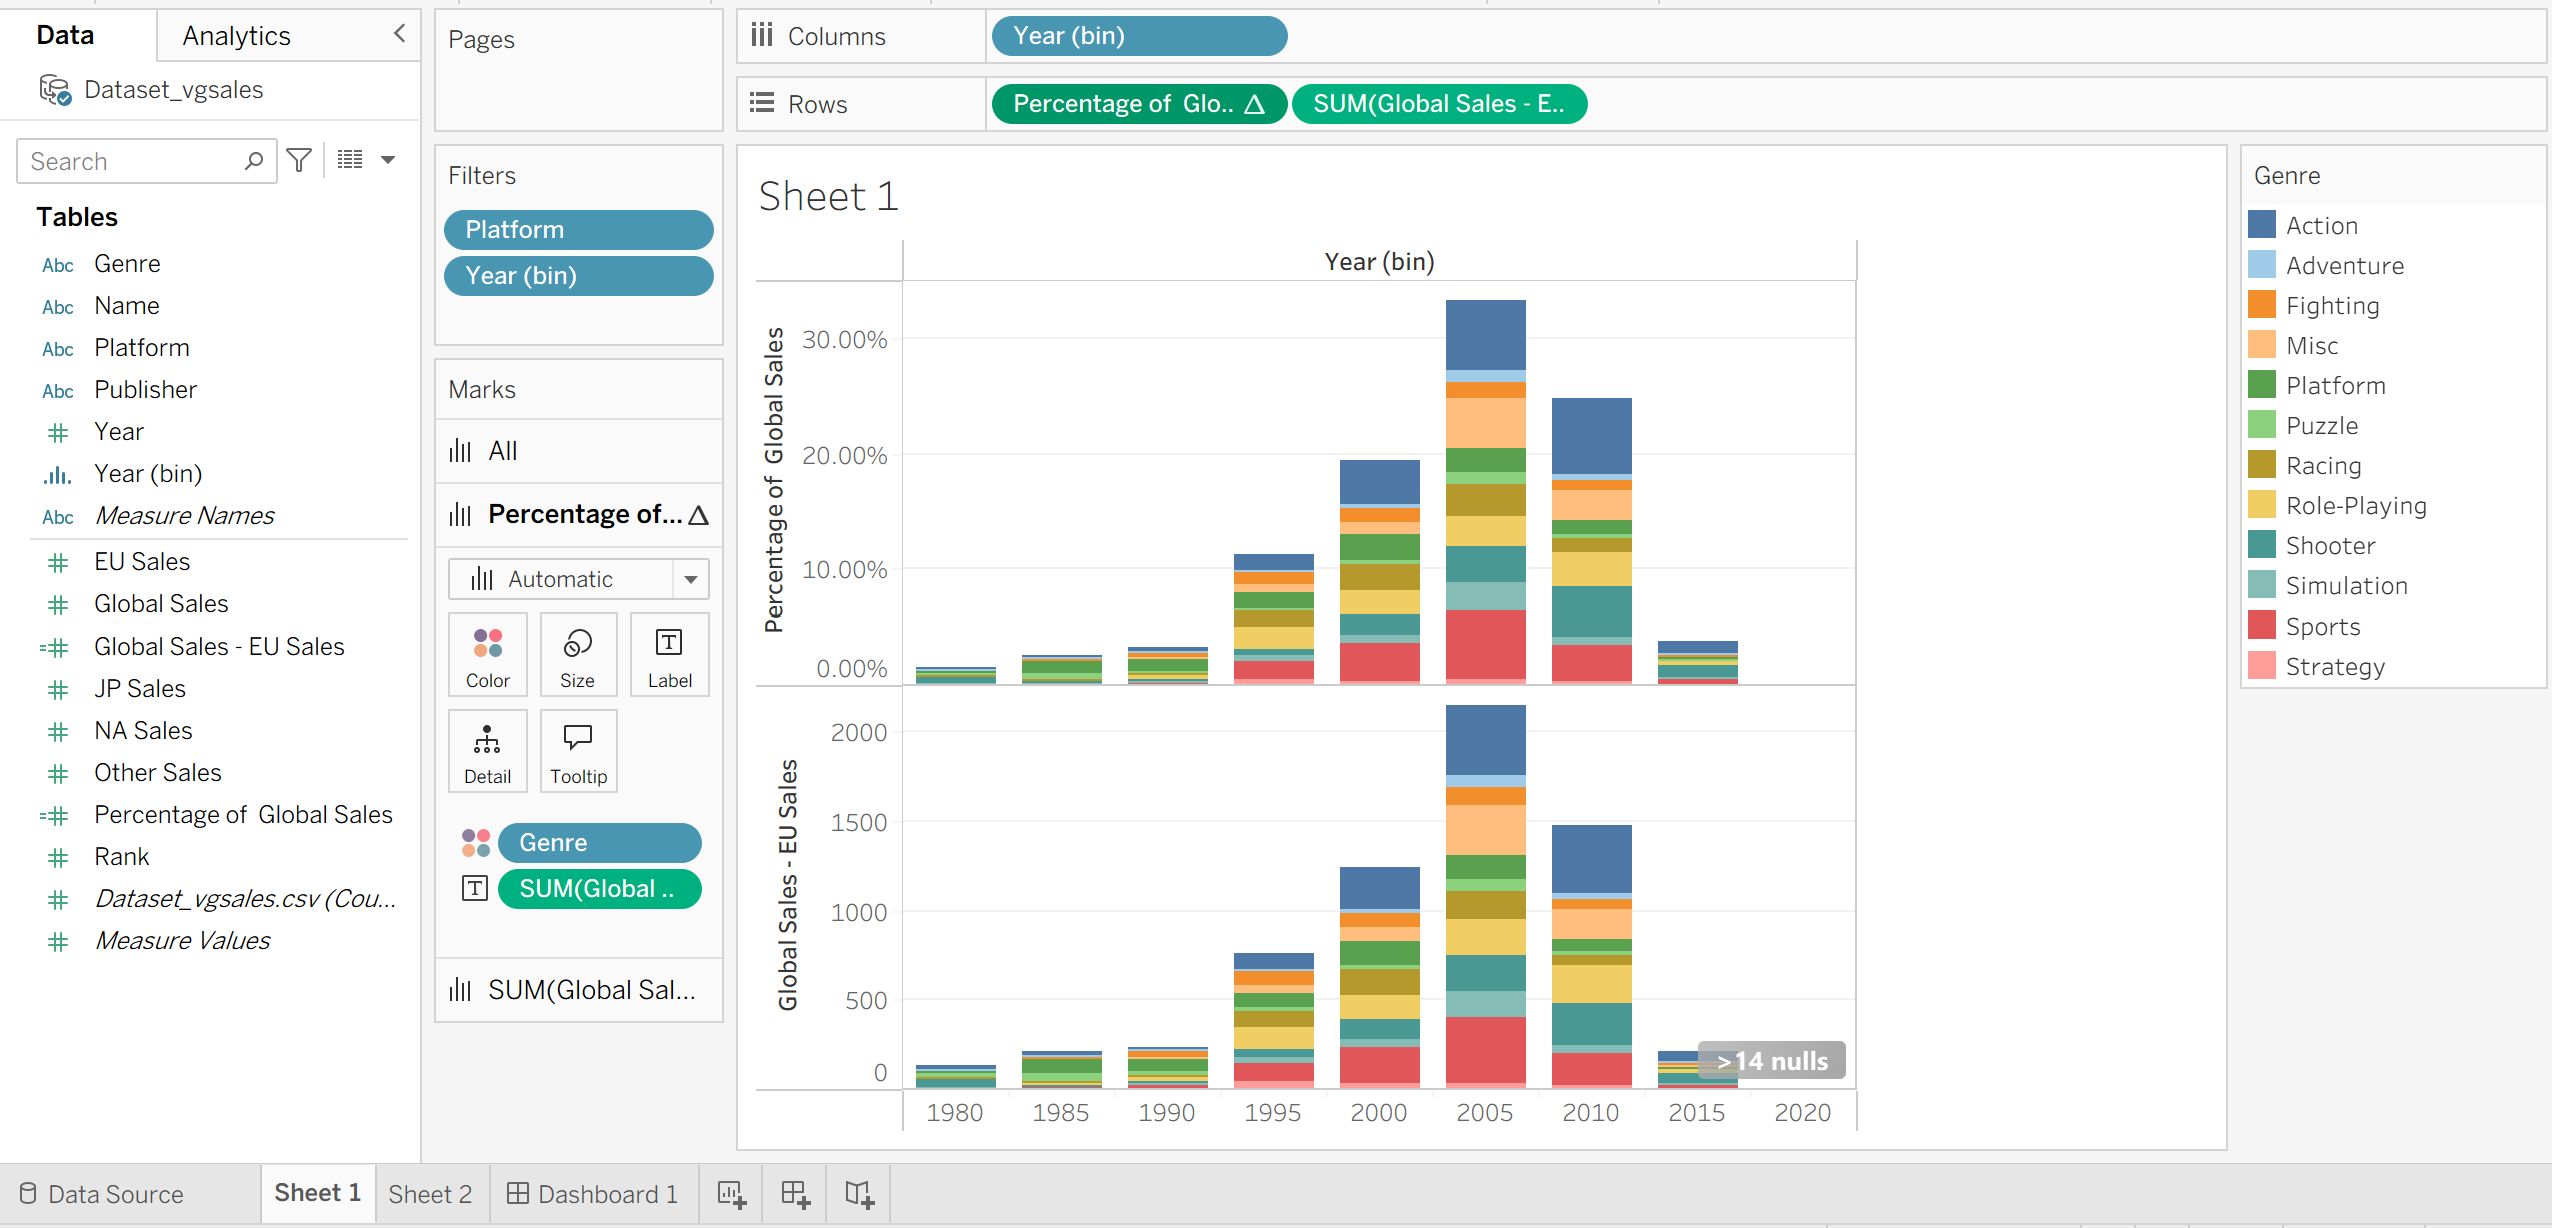 Data
Analytics
Dataset_vgsales
Search
Tables
Abc Genre
Abc Name
Abc Platform
Abc Publisher
Year
Year (bin)
Abc Measure Names
EU Sales
Global Sales
Global Sales - EU Sales
JP Sales
NA Sales
Other Sales
Percentage of  Global Sales
Rank
Dataset_vgsales.csv (Cou...
Measure Values
Pages
Filters
Platform
Year (bin)
Marks
All
Percentage of...
Automatic
Color Size Label
Detail Tooltip
Genre
SUM(Global ..
SUM(Global Sal...
Columns Year (bin)
Rows Percentage of  Glo.. SUM(Global Sales - E..
Sheet 1
Year (bin)
Percentage of  Global Sales
30.00%
20.00%
10.00%
0.00%
Global Sales - EU Sales
2000
1500
1000
500
0
>14 nulls
1980 1985 1990 1995 2000 2005 2010 2015 2020
Genre
Action
Adventure
Fighting
Misc
Platform
Puzzle
Racing
Role-Playing
Shooter
Simulation
Sports
Strategy
Data Source Sheet 1 Sheet 2 Dashboard 1